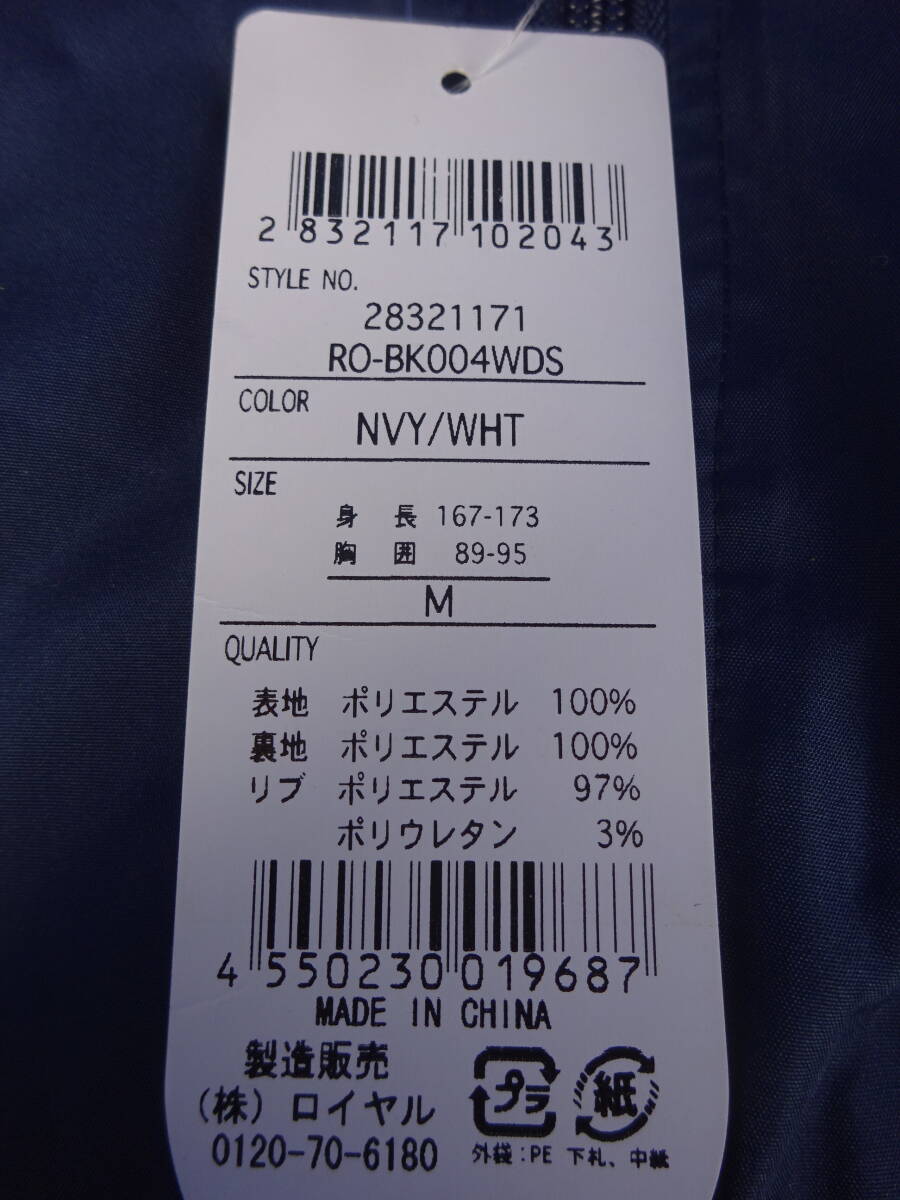 2 832117 102043
STYLE NO.
28321171
RO-BK004WDS
COLOR
NVY/WHT
SIZE
身長 167-173
胸囲 89-95
M
QUALITY
表地 ポリエステル 100%
裏地 ポリエステル 100%
リブ ポリエステル 97%
ポリウレタン 3%
4 550230 019687
MADE IN CHINA
製造販売
(株) ロイヤル
0120-70-6180
プラ
外袋:PE
紙
下札、中紙